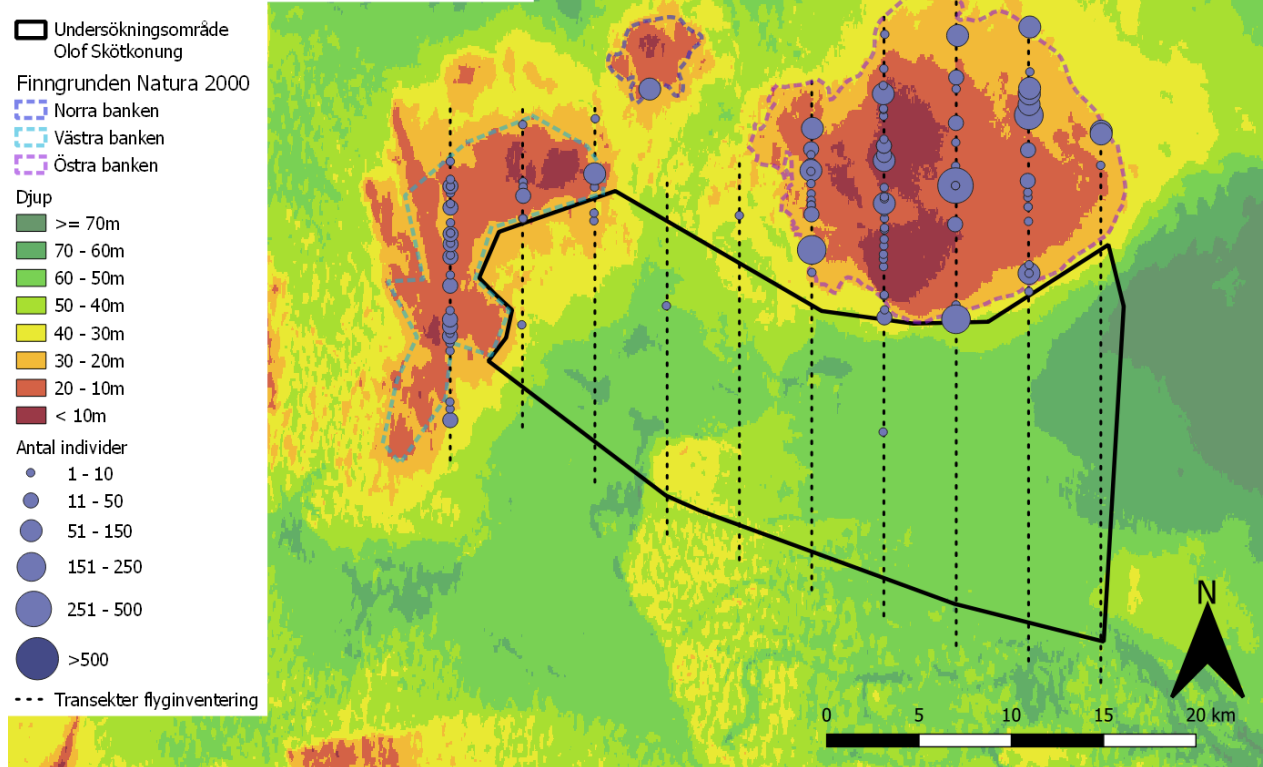 Undersökningsområde
Olof Skötkonung
Finngrunden Natura 2000
Norra banken
Västra banken
Östra banken
Djup
>= 70m
70 - 60m
60 - 50m
50 - 40m
40 - 30m
30 - 20m
20 - 10m
< 10m
Antal individer
1 - 10
11 - 50
51 - 150
151 - 250
251 - 500
>500
Transekter flyginventering
N
0 5 10 15 20 km